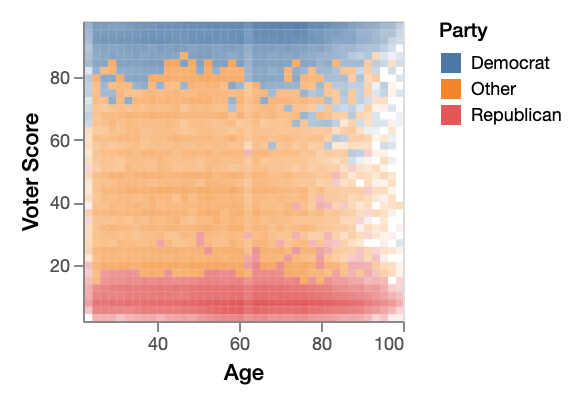 Party
Democrat
Other
Republican
Voter Score
80
60
40
20
40
60
80
100
Age